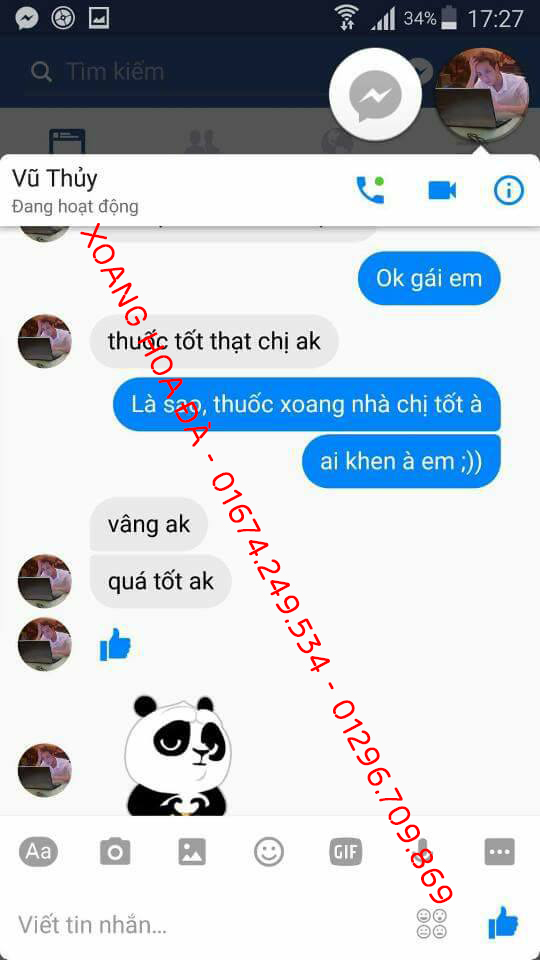 34% 17:27
Tìm kiếm
Vũ Thủy
Đang hoạt động
Ok gái em
thuốc tốt thạt chị ak
Là sao, thuốc xoang nhà chị tốt à
ai khen à em ;))
vâng ak
quá tốt ak
XOANG HOA ĐÀ - 01674.249.534 - 01296.709.869
Aa
GIF
Viết tin nhắn...